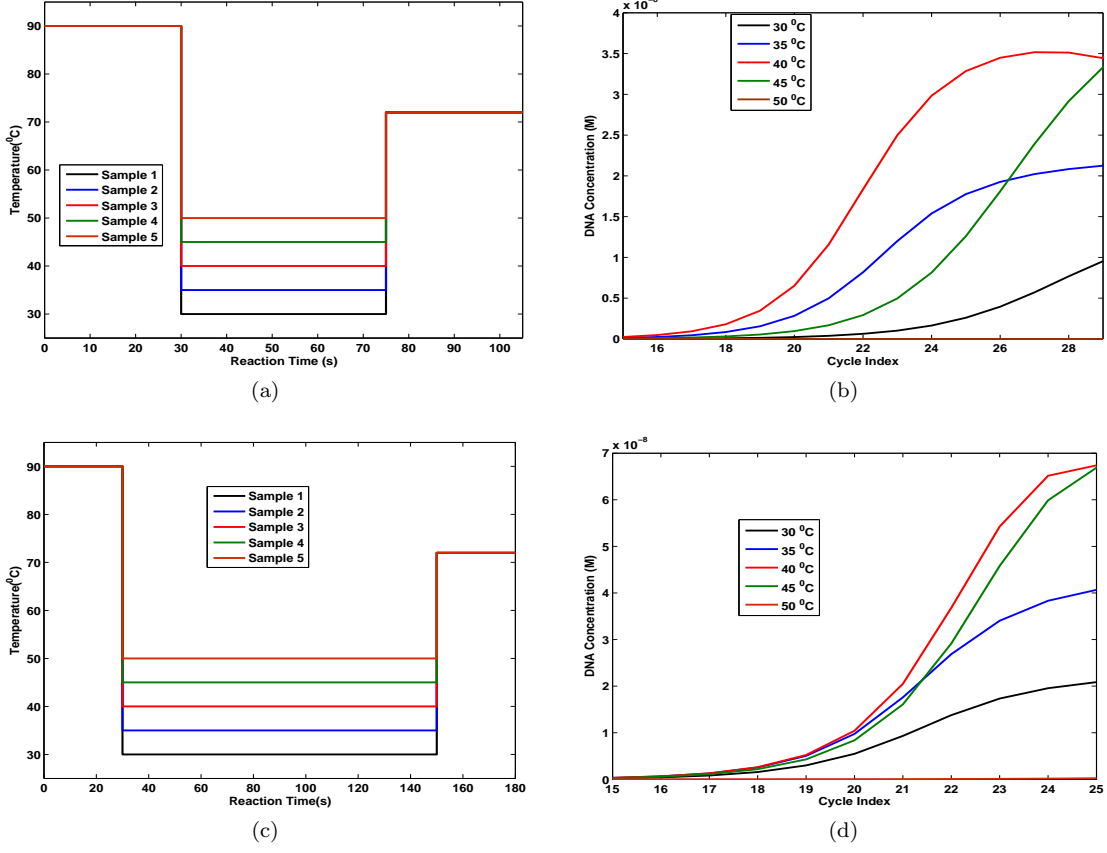 90
80
70
60
50
40
30
Temperature(⁰C)
Sample 1
Sample 2
Sample 3
Sample 4
Sample 5
0 10 20 30 40 50 60 70 80 90 100
Reaction Time (s)
(a)
4
3.5
3
2.5
2
1.5
1
0.5
0
DNA Concentration (M)
30 ⁰C
35 ⁰C
40 ⁰C
45 ⁰C
50 ⁰C
16 18 20 22 24 26 28
Cycle Index
(b)
90
80
70
60
50
40
30
Temperature(⁰C)
Sample 1
Sample 2
Sample 3
Sample 4
Sample 5
0 20 40 60 80 100 120 140 160 180
Reaction Time(s)
(c)
x 10⁻⁸
7
6
5
4
3
2
1
0
DNA Concentration (M)
30 ⁰C
35 ⁰C
40 ⁰C
45 ⁰C
50 ⁰C
15 16 17 18 19 20 21 22 23 24 25
Cycle Index
(d)